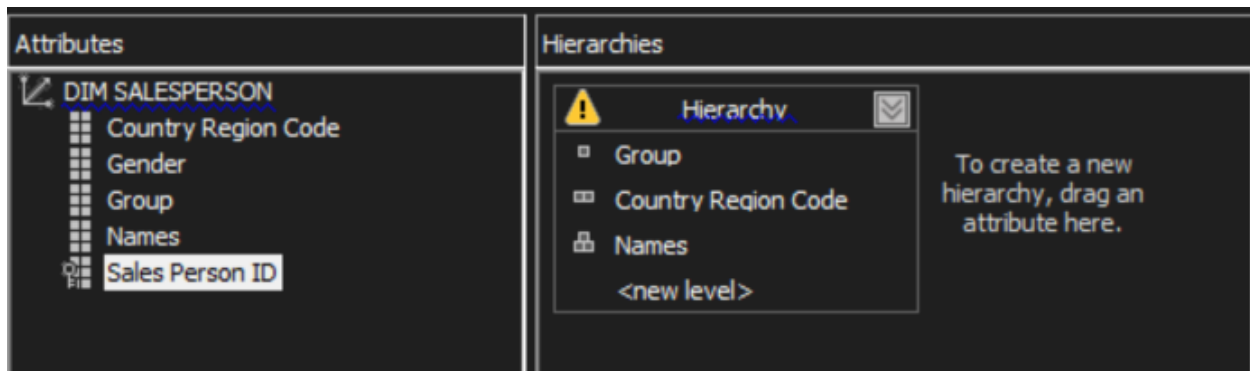 Attributes
DIM SALESPERSON
Country Region Code
Gender
Group
Names
Sales Person ID
Hierarchies
Hierarchy
Group
Country Region Code
Names
<new level>
To create a new
hierarchy, drag an
attribute here.